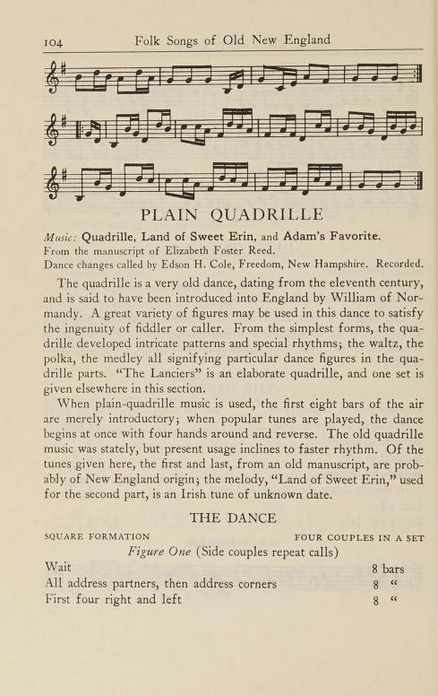 104 Folk Songs of Old New England
PLAIN QUADRILLE
Music: Quadrille, Land of Sweet Erin, and Adam's Favorite.
From the manuscript of Elizabeth Foster Reed.
Dance changes called by Edson H. Cole, Freedom, New Hampshire. Recorded.
The quadrille is a very old dance, dating from the eleventh century,
and is said to have been introduced into England by William of Nor-
mandy. A great variety of figures may be used in this dance to satisfy
the ingenuity of fiddler or caller. From the simplest forms, the qua-
drille developed intricate patterns and special rhythms; the waltz, the
polka, the medley all signifying particular dance figures in the qua-
drille parts. “The Lanciers” is an elaborate quadrille, and one set is
given elsewhere in this section.
When plain-quadrille music is used, the first eight bars of the air
are merely introductory; when popular tunes are played, the dance
begins at once with four hands around and reverse. The old quadrille
music was stately, but present usage inclines to faster rhythm. Of the
tunes given here, the first and last, from an old manuscript, are prob-
ably of New England origin; the melody, “Land of Sweet Erin,” used
for the second part, is an Irish tune of unknown date.
THE DANCE
SQUARE FORMATION FOUR COUPLES IN A SET
Figure One (Side couples repeat calls)
Wait 8 bars
All address partners, then address corners 8 “
First four right and left 8 “